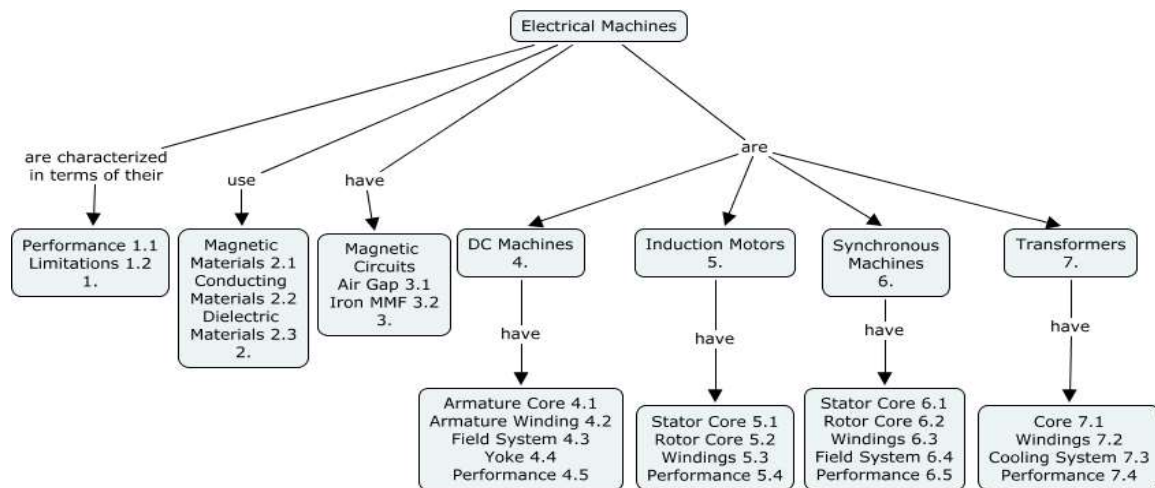 Electrical Machines
are characterized
in terms of their
use
have
are
Performance 1.1
Limitations 1.2
1.
Magnetic
Materials 2.1
Conducting
Materials 2.2
Dielectric
Materials 2.3
2.
Magnetic
Circuits
Air Gap 3.1
Iron MMF 3.2
3.
DC Machines
4.
Induction Motors
5.
Synchronous
Machines
6.
Transformers
7.
have
have
have
have
Armature Core 4.1
Armature Winding 4.2
Field System 4.3
Yoke 4.4
Performance 4.5
Stator Core 5.1
Rotor Core 5.2
Windings 5.3
Performance 5.4
Stator Core 6.1
Rotor Core 6.2
Windings 6.3
Field System 6.4
Performance 6.5
Core 7.1
Windings 7.2
Cooling System 7.3
Performance 7.4